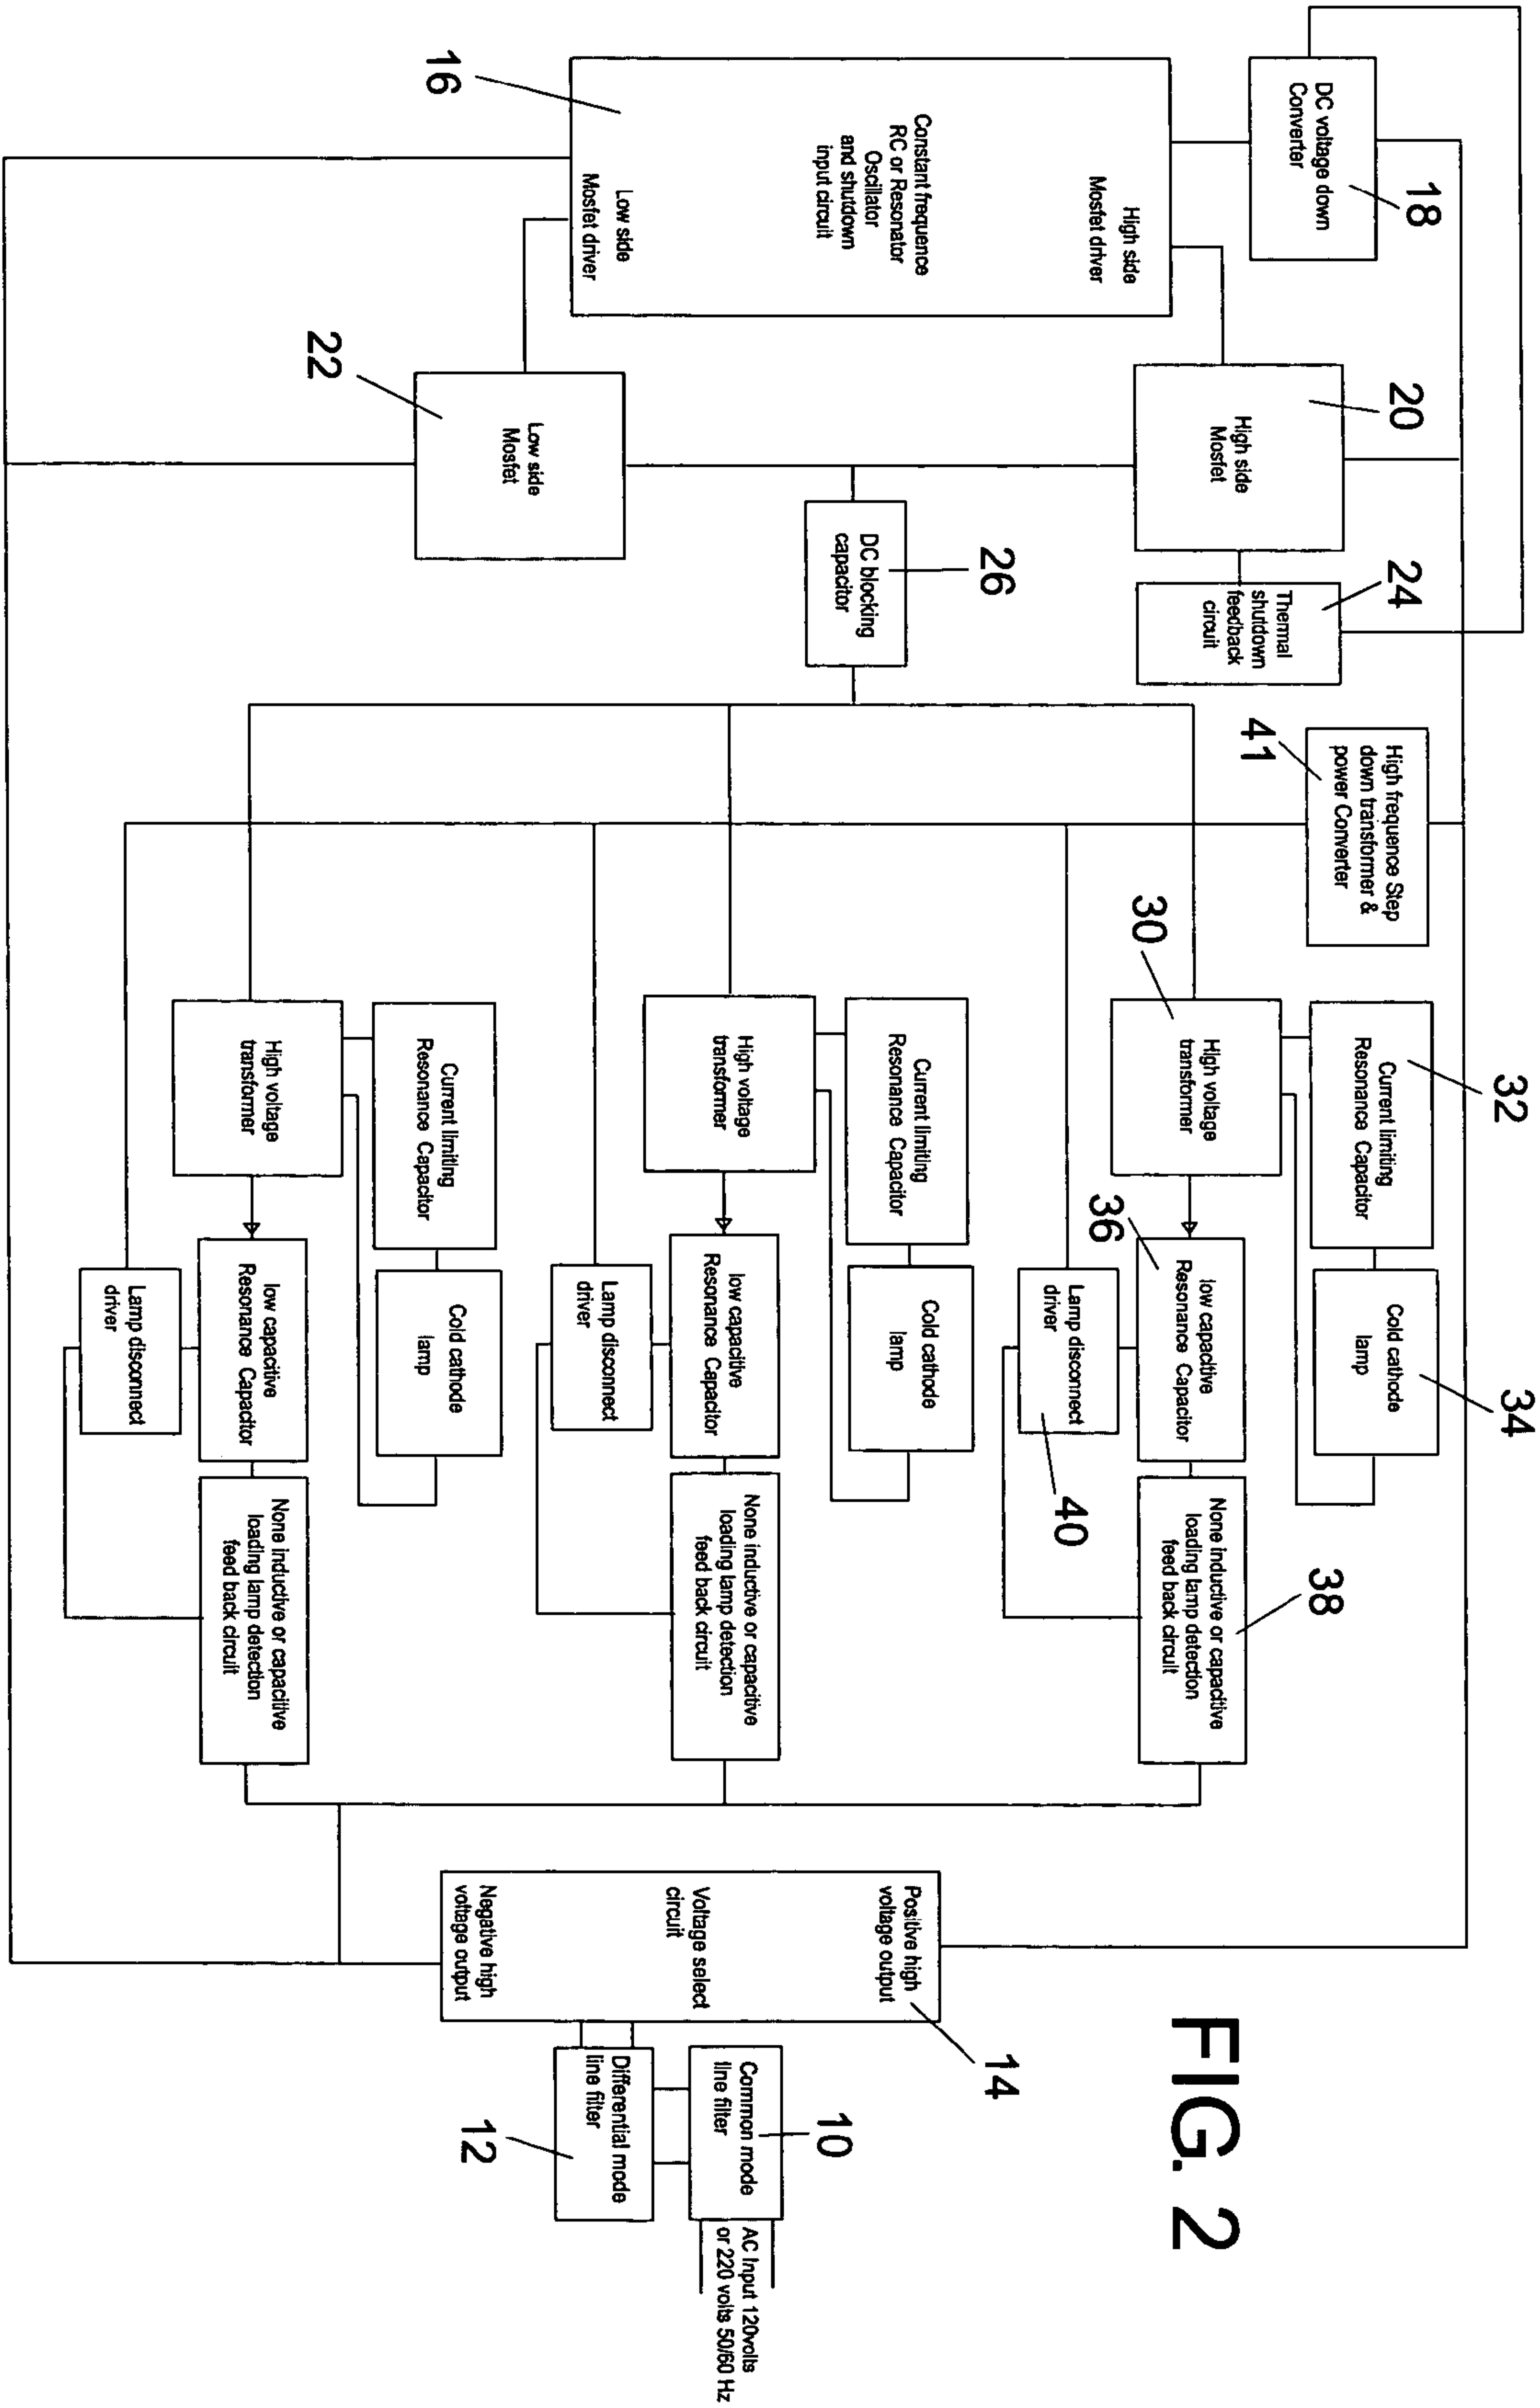 FIG. 2
18
DC voltage down
Converter
16
High side
Mosfet driver
Constant frequence
RC or Resonator
Oscillator
and shutdown
input circuit
Low side
Mosfet driver
20
High side
Mosfet
22
Low side
Mosfet
24
Thermal
shutdown
feedback
circuit
26
DC blocking
capacitor
41
High frequence Step
down transformer &
power Converter
30
High voltage
transformer
32
Current limiting
Resonance Capacitor
34
Cold cathode
lamp
36
low capacitive
Resonance Capacitor
40
Lamp disconnect
driver
38
None inductive or capacitive
loading lamp detection
feed back circuit
High voltage
transformer
Current limiting
Resonance Capacitor
Cold cathode
lamp
low capacitive
Resonance Capacitor
Lamp disconnect
driver
None inductive or capacitive
loading lamp detection
feed back circuit
High voltage
transformer
Current limiting
Resonance Capacitor
Cold cathode
lamp
low capacitive
Resonance Capacitor
Lamp disconnect
driver
None inductive or capacitive
loading lamp detection
feed back circuit
14
Positive high
voltage output
Voltage select
circuit
Negative high
voltage output
10
Common mode
line filter
12
Differential mode
line filter
AC Input 120volts
or 220 volts 50/60 Hz